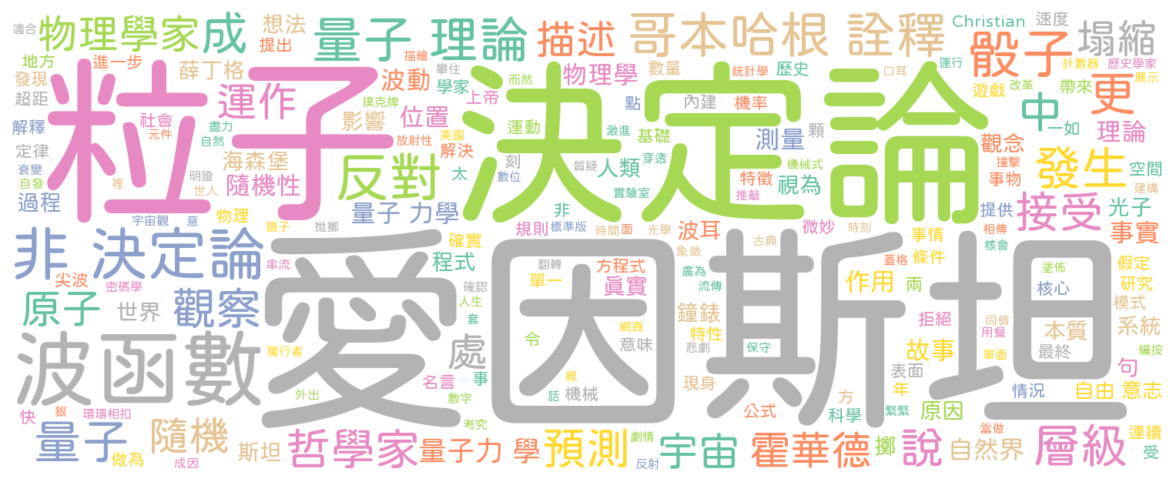 適合 物理學家 成 想法 提出 量子 理論 描繪 描述 哥本哈根 詮釋 Christian 速度 骰子 塌縮 口耳
地方 進一步 發現 薛丁格 波動 學家 攀住 而然 物理學 數量 統計學 歷史 運行 計數器 歷史學家
超距 粒子 運作 撲克牌 上帝 決定論 點 內建 機率 遊戲 改革 帶來 展示 更 中
解釋 社會 元件 影響 放射性 位置 運動 激進 基礎 測量 顆 觀念 一如 理論
定律 衰變 自然 盡力 海森堡 反對 美國 解決 刻 質疑 穿透 人類 機械式 特徵 視為 撞擊 事物 發生 空間
過程 自發 裡 明證 世人 隨機性 太 數位 實驗室 推敲 建構
宇宙觀 意 物理 量子 力學 非 提供 接受 光子
非 決定論 鏡子 拋擲 確實 規則 標準版 時間 面 波耳 光學 微妙 古典 時刻 事情 相傳 核會 事實
尖波 串流 程式 象徵 翻轉 方程式 廣為 蓋格 作用 條件 兩 塗佈 假定
原子 世界 密碼學 觀察 確認 人生 單一 真實 流傳 鐘錶 核心 研究 模式
波函數 愛因斯坦 處 套 令 網頁 意味 特性 拒絕 同儕 用餐 本質 系統
獨行者 事 悲劇 保守 故事 單面 最終 編按
名言 線 機械 現身 表面 句
外出 數字 話 方 年 情況 自由 意志
快 銀 環環相扣 考究 公式 科學 緊緊 原因 當做 連續
量子 隨機 斯坦 哲學家 量子力 學 預測 劇情 宇宙 霍華德 擲 說 自然界 層級 受
做為 成因 反射